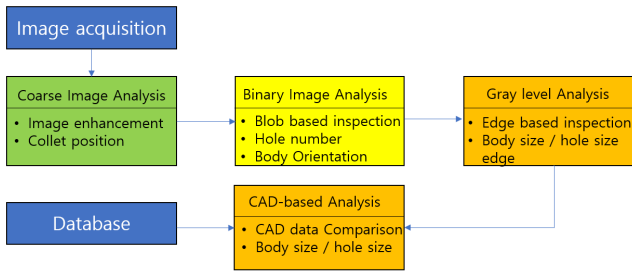 Image acquisition
Coarse Image Analysis
• Image enhancement
• Collet position
Binary Image Analysis
• Blob based inspection
• Hole number
• Body Orientation
Gray level Analysis
• Edge based inspection
• Body size / hole size
edge
Database
CAD-based Analysis
• CAD data Comparison
• Body size / hole size